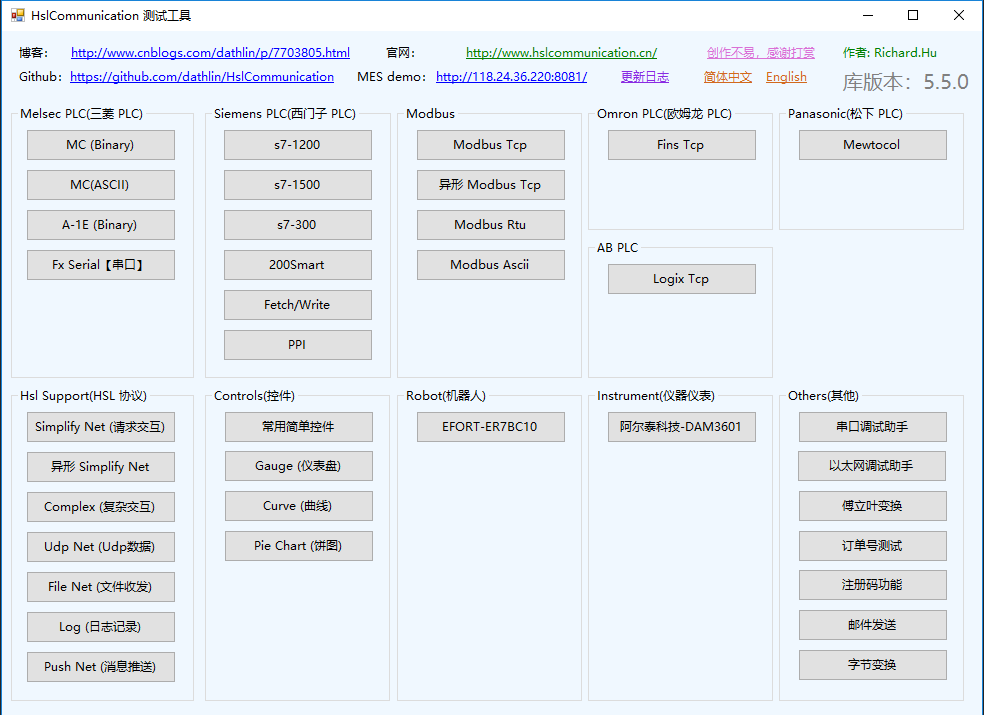 HslCommunication 测试工具
博客: http://www.cnblogs.com/dathlin/p/7703805.html 官网: http://www.hslcommunication.cn/ 创作不易，感谢打赏 作者: Richard.Hu
Github: https://github.com/dathlin/HslCommunication MES demo: http://118.24.36.220:8081/ 更新日志 简体中文 English 库版本: 5.5.0
Melsec PLC(三菱 PLC)
MC (Binary)
MC(ASCII)
A-1E (Binary)
Fx Serial【串口】
Siemens PLC(西门子 PLC)
s7-1200
s7-1500
s7-300
200Smart
Fetch/Write
PPI
Modbus
Modbus Tcp
异形 Modbus Tcp
Modbus Rtu
Modbus Ascii
Omron PLC(欧姆龙 PLC)
Fins Tcp
AB PLC
Logix Tcp
Panasonic(松下 PLC)
Mewtocol
Hsl Support(HSL 协议)
Simplify Net (请求交互)
异形 Simplify Net
Complex (复杂交互)
Udp Net (Udp数据)
File Net (文件收发)
Log (日志记录)
Push Net (消息推送)
Controls(控件)
常用简单控件
Gauge (仪表盘)
Curve (曲线)
Pie Chart (饼图)
Robot(机器人)
EFORT-ER7BC10
Instrument(仪器仪表)
阿尔泰科技-DAM3601
Others(其他)
串口调试助手
以太网调试助手
傅立叶变换
订单号测试
注册码功能
邮件发送
字节变换